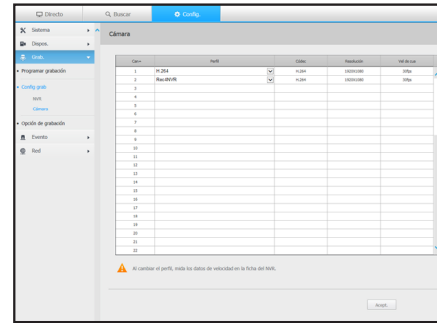 Directo
Buscar
Config.
Sistema
Dispos.
Grab.
Programar grabación
Config grab
NVR
Cámara
Opción de grabación
Evento
Red
Cámara
Perfil
Códec
Resolución
1 H.264 H.264 1920X1080 30fps
2 RecdNVR H.264 1920X1080 30fps
3
4
5
6
7
8
9
10
11
12
13
14
15
16
17
18
19
20
21
22
Al cambiar el perfil, mida los datos de velocidad en la ficha del NVR.
Acept.